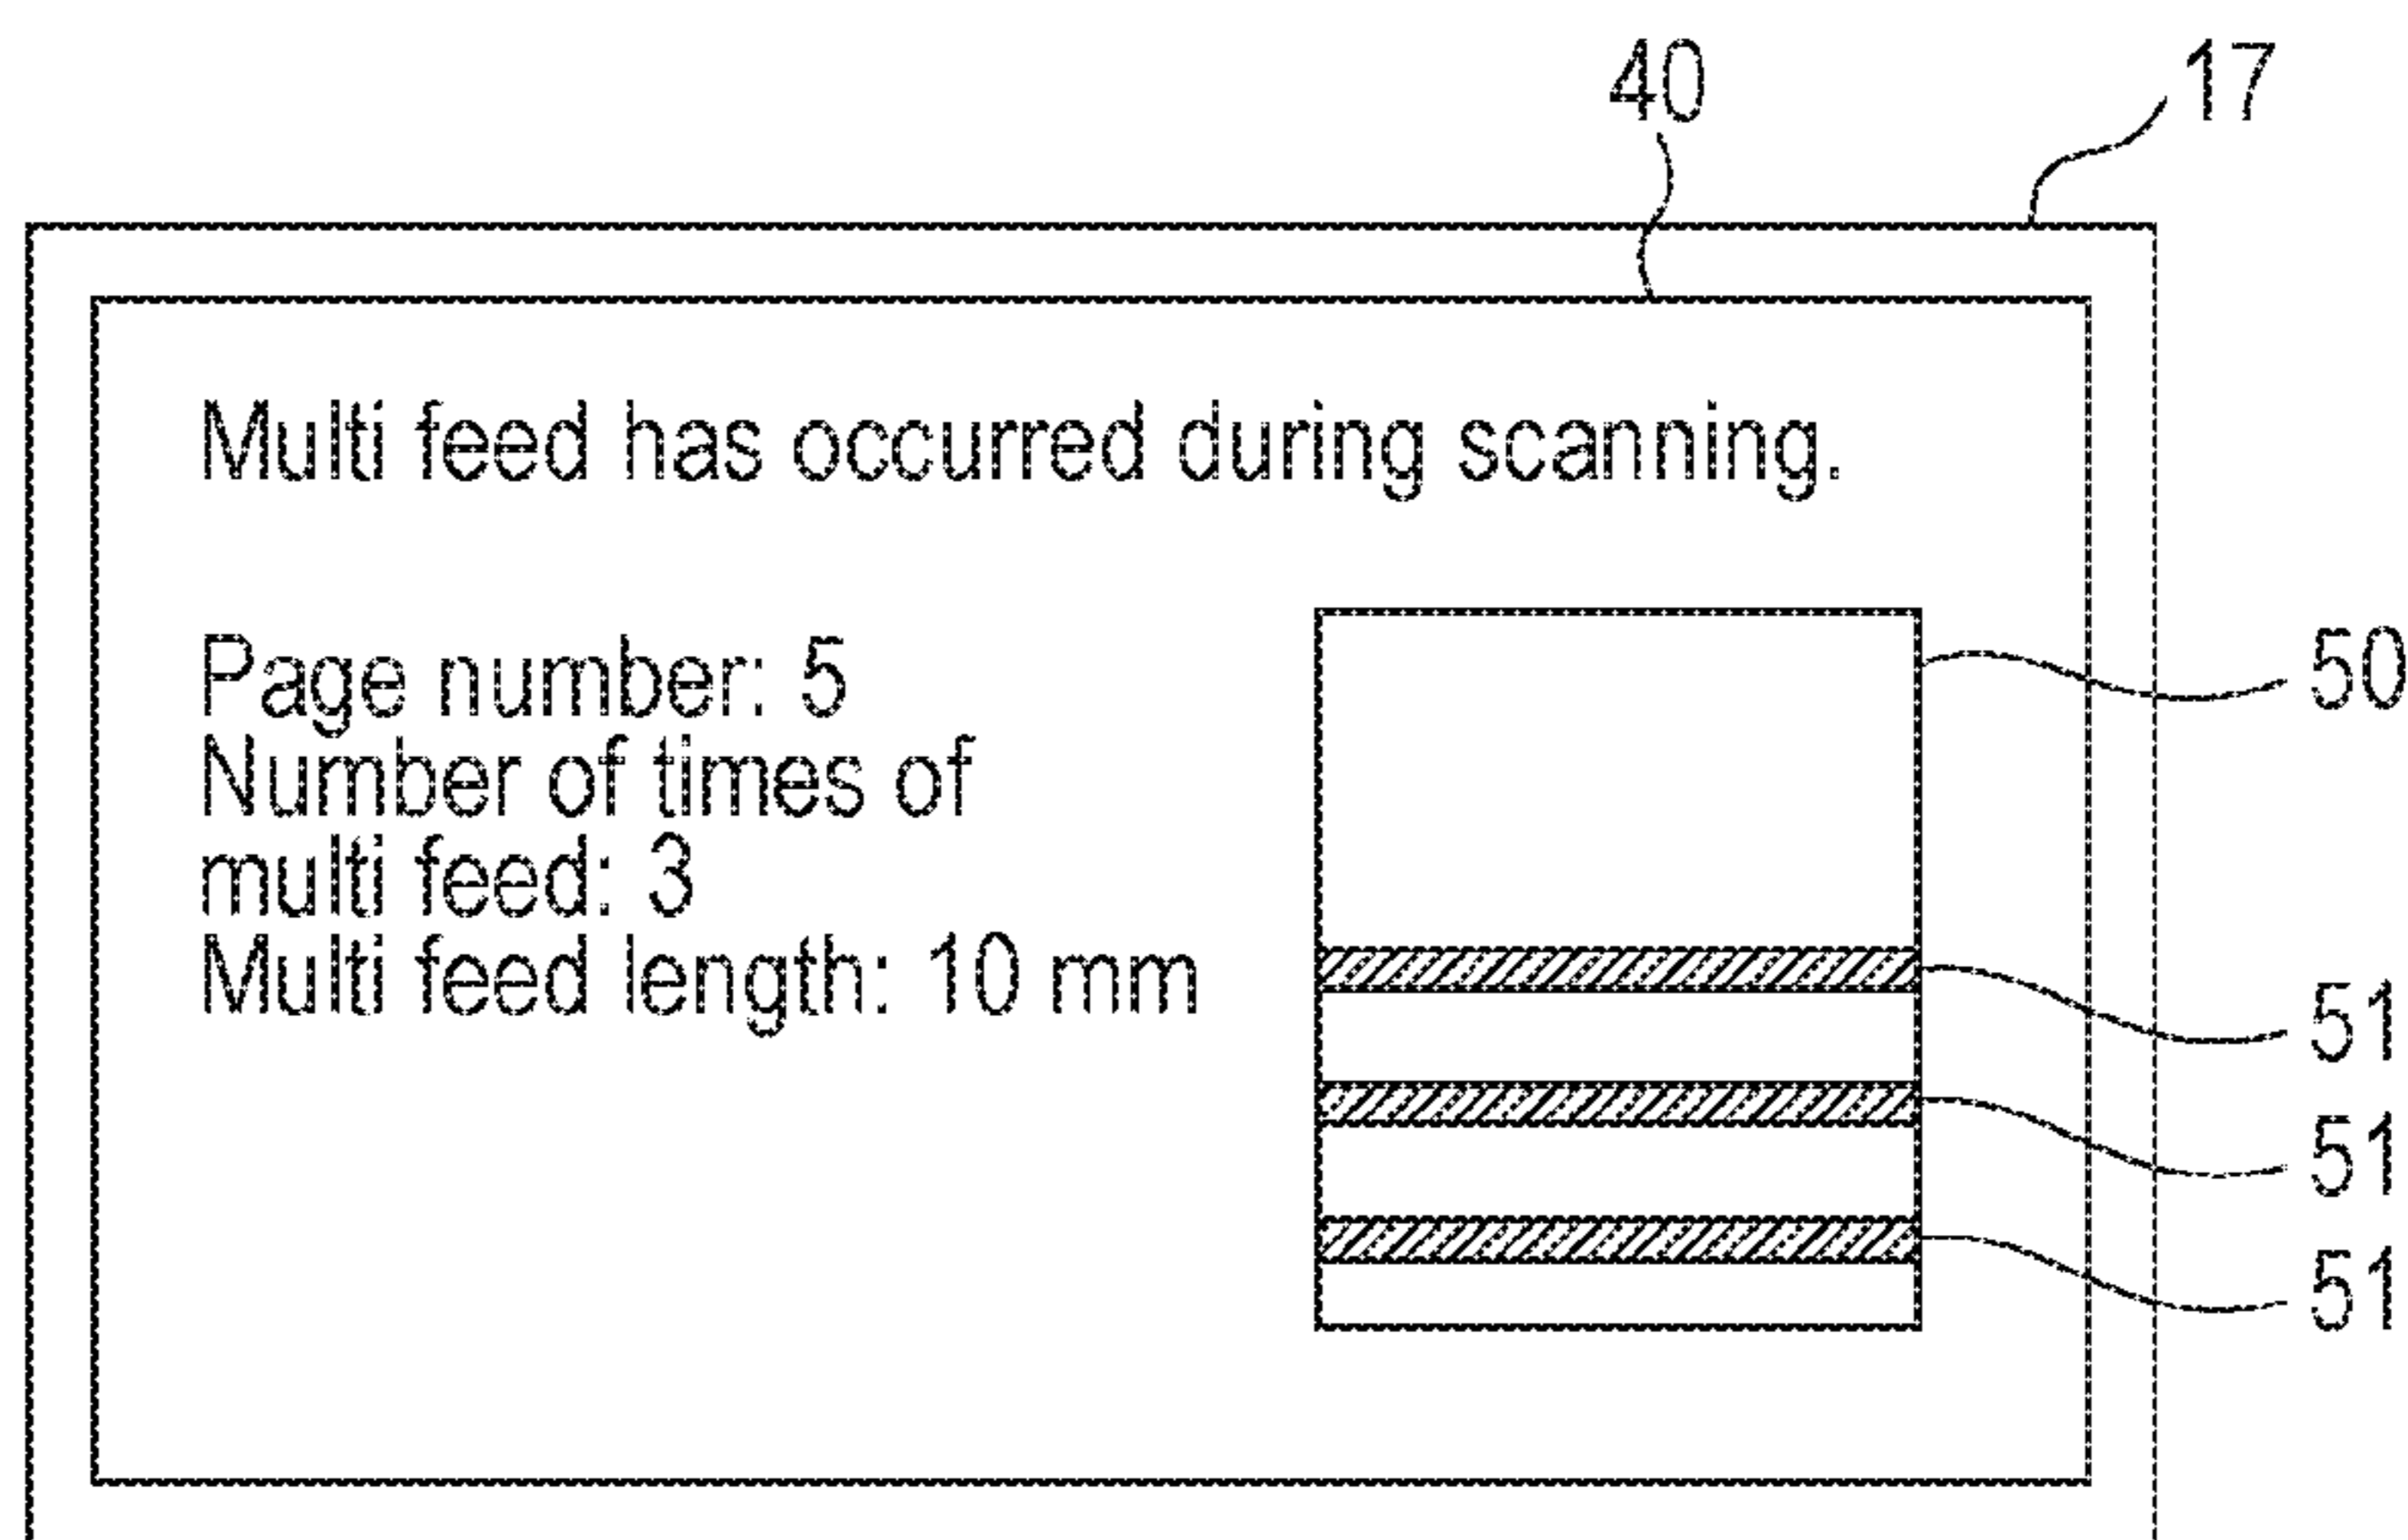 40
17
Multi feed has occurred during scanning.
Page number: 5
Number of times of
multi feed: 3
Multi feed length: 10 mm
50
51
51
51